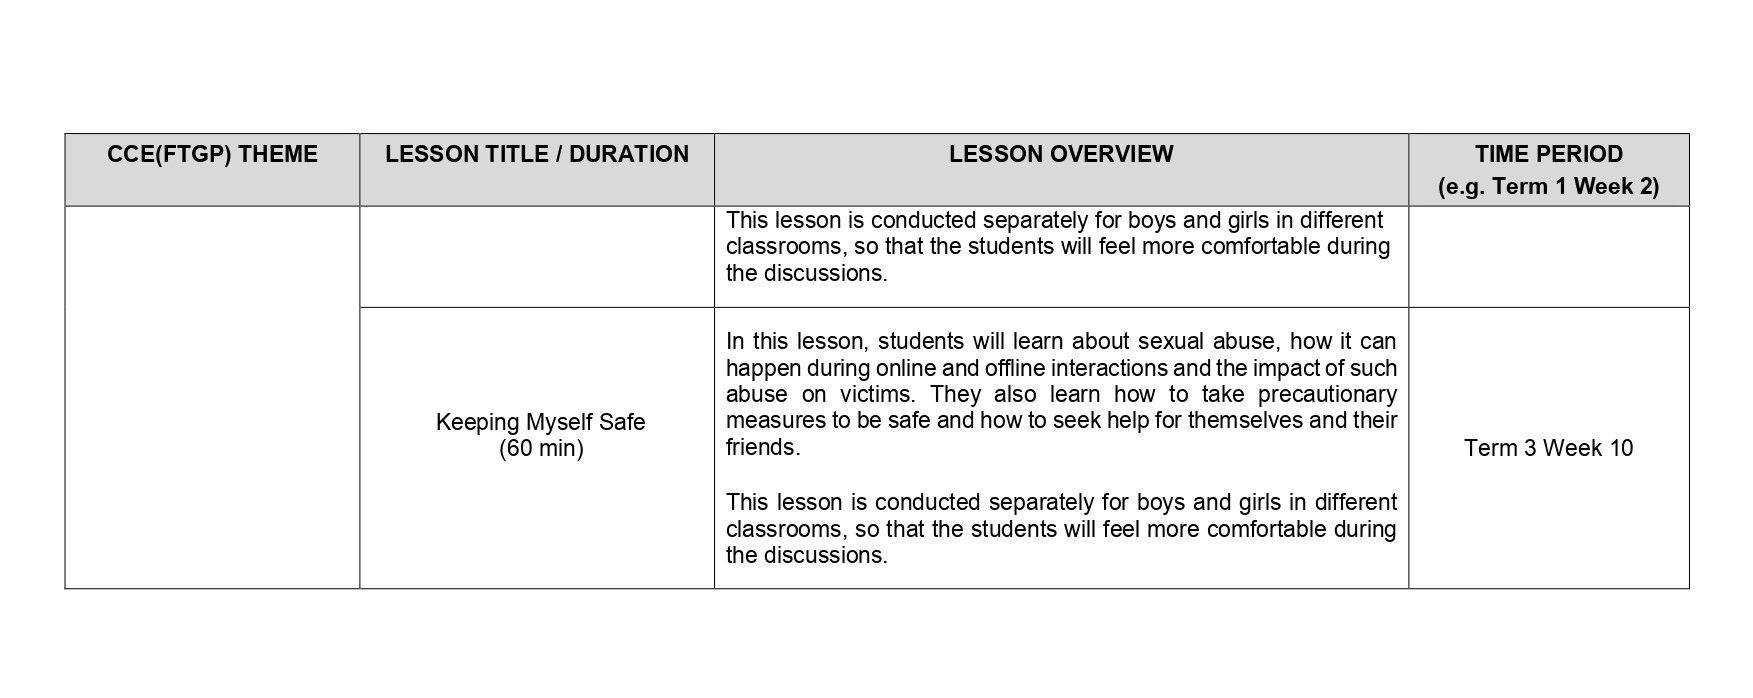 CCE(FTGP) THEME
LESSON TITLE / DURATION
LESSON OVERVIEW
TIME PERIOD
(e.g. Term 1 Week 2)
This lesson is conducted separately for boys and girls in different
classrooms, so that the students will feel more comfortable during
the discussions.
Keeping Myself Safe
(60 min)
In this lesson, students will learn about sexual abuse, how it can
happen during online and offline interactions and the impact of such
abuse on victims. They also learn how to take precautionary
measures to be safe and how to seek help for themselves and their
friends.
This lesson is conducted separately for boys and girls in different
classrooms, so that the students will feel more comfortable during
the discussions.
Term 3 Week 10